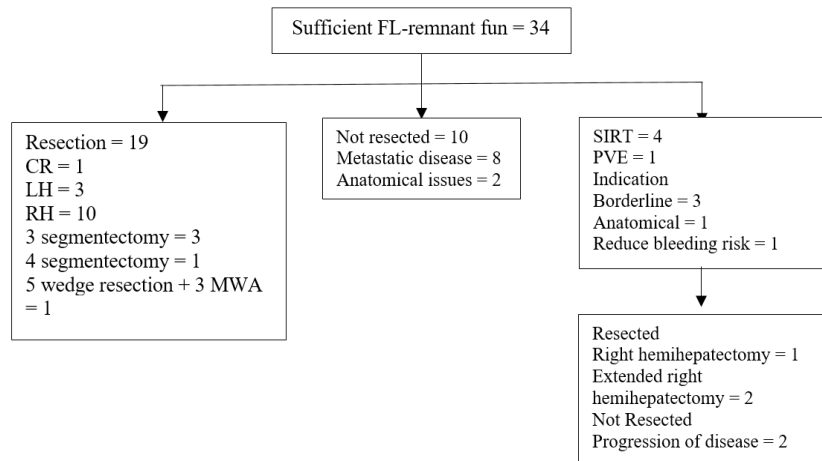 Sufficient FL-remnant fun = 34
Resection = 19
CR = 1
LH = 3
RH = 10
3 segmentectomy = 3
4 segmentectomy = 1
5 wedge resection + 3 MWA
= 1
Not resected = 10
Metastatic disease = 8
Anatomical issues = 2
SIRT = 4
PVE = 1
Indication
Borderline = 3
Anatomical = 1
Reduce bleeding risk = 1
Resected
Right hemihepatectomy = 1
Extended right
hemihepatectomy = 2
Not Resected
Progression of disease = 2